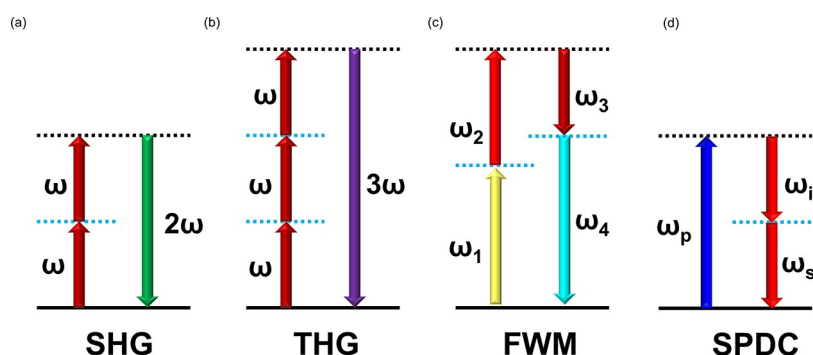 (a)
ω
ω
2ω
SHG
(b)
ω
ω
ω
3ω
THG
(c)
ω₂
ω₁
ω₃
ω₄
FWM
(d)
ωₚ
ωᵢ
ωₛ
SPDC